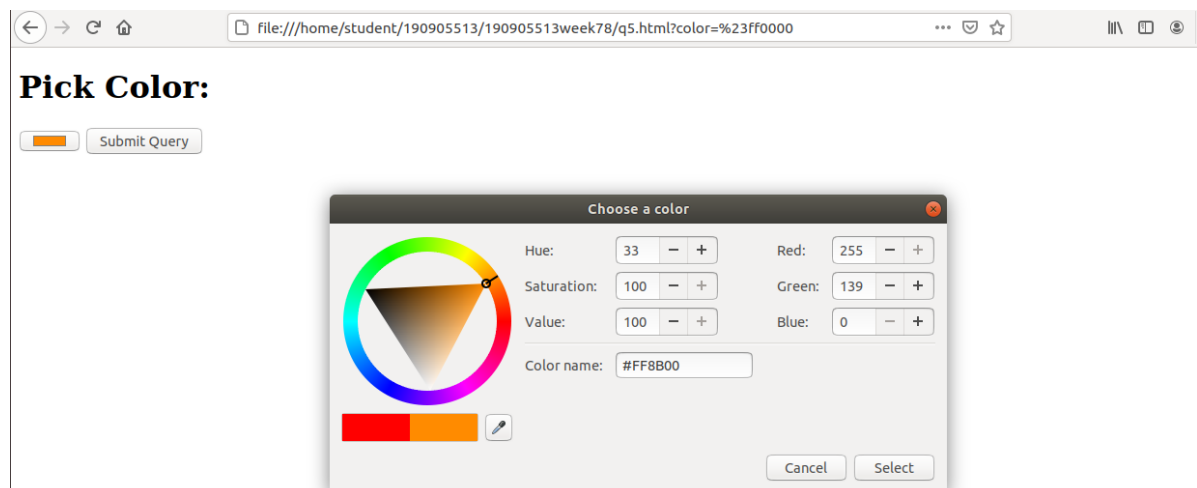 file:///home/student/190905513/190905513week78/q5.html?color=%23ff0000
Pick Color:
Submit Query
Choose a color
Hue: 33 − + Red: 255 − +
Saturation: 100 − + Green: 139 − +
Value: 100 − + Blue: 0 − +
Color name: #FF8B00
Cancel Select